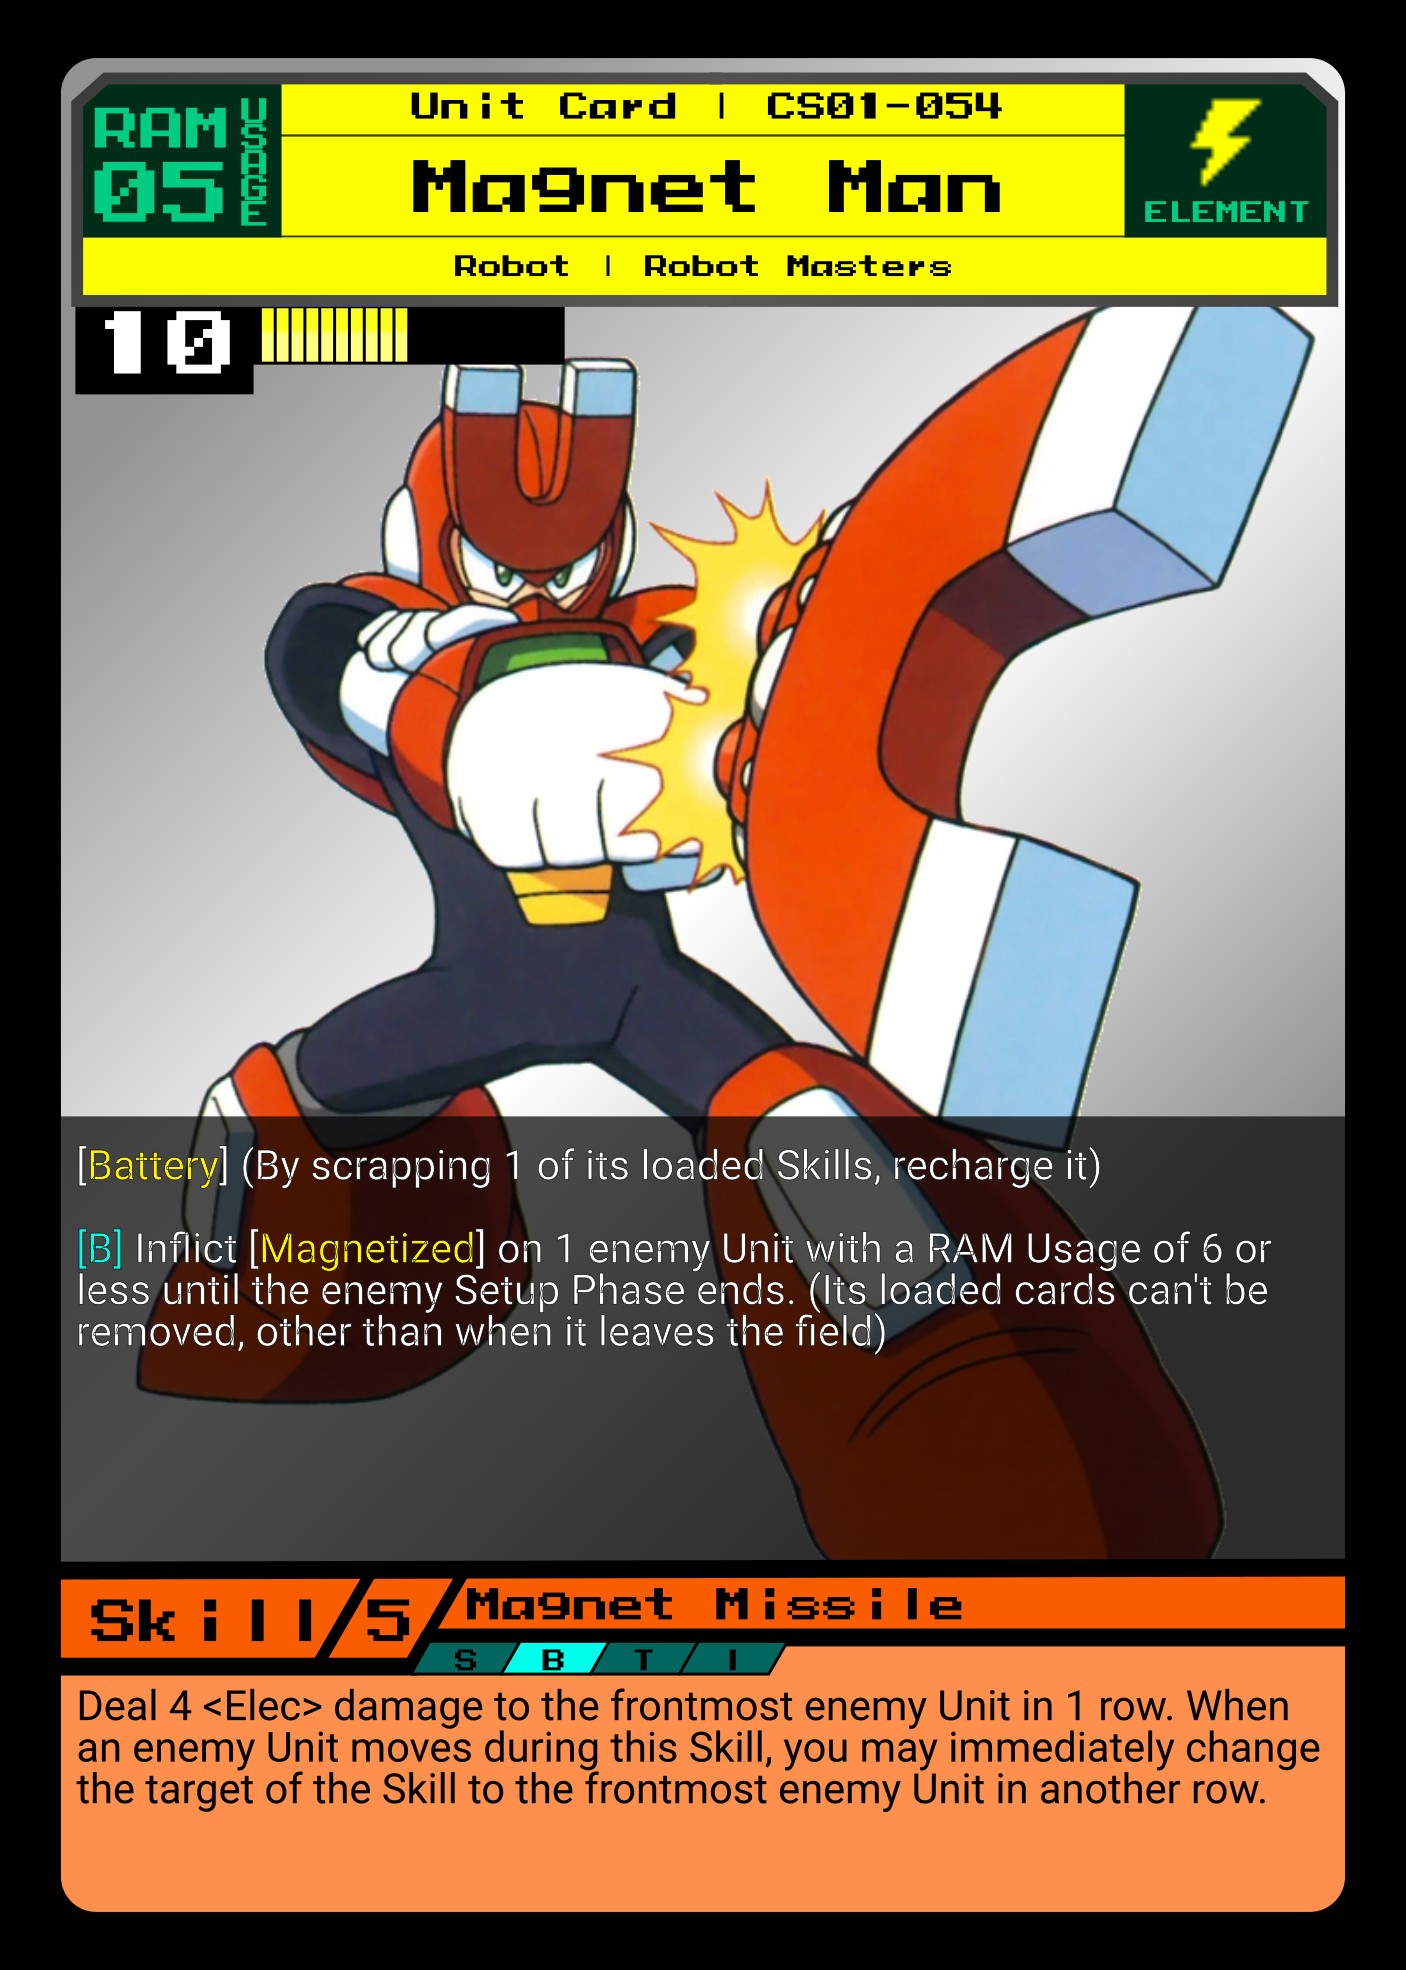 Unit Card | CS01-054
RAM USAGE
05
Magnet Man
ELEMENT
Robot | Robot Masters
10
[Battery] (By scrapping 1 of its loaded Skills, recharge it)
[B] Inflict [Magnetized] on 1 enemy Unit with a RAM Usage of 6 or
less until the enemy Setup Phase ends. (Its loaded cards can't be
removed, other than when it leaves the field)
Skill/5
Magnet Missile
S B T I
Deal 4 <Elec> damage to the frontmost enemy Unit in 1 row. When
an enemy Unit moves during this Skill, you may immediately change
the target of the Skill to the frontmost enemy Unit in another row.